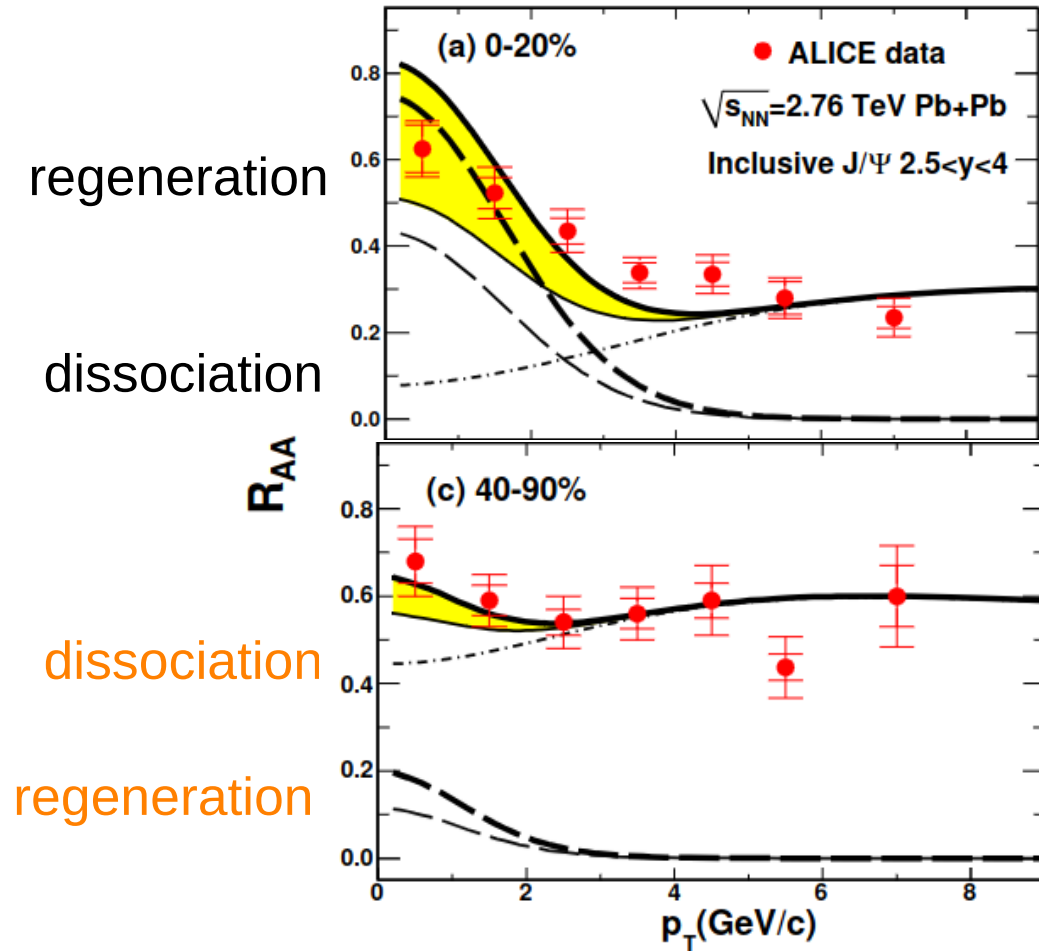 (a) 0-20%
ALICE data
√sNN=2.76 TeV Pb+Pb
Inclusive J/Ψ 2.5<y<4
regeneration
dissociation
0.8
0.6
0.4
0.2
0.0
RAA
(c) 40-90%
dissociation
regeneration
0.8
0.6
0.4
0.2
0.0
0 2 4 6 8
pT(GeV/c)